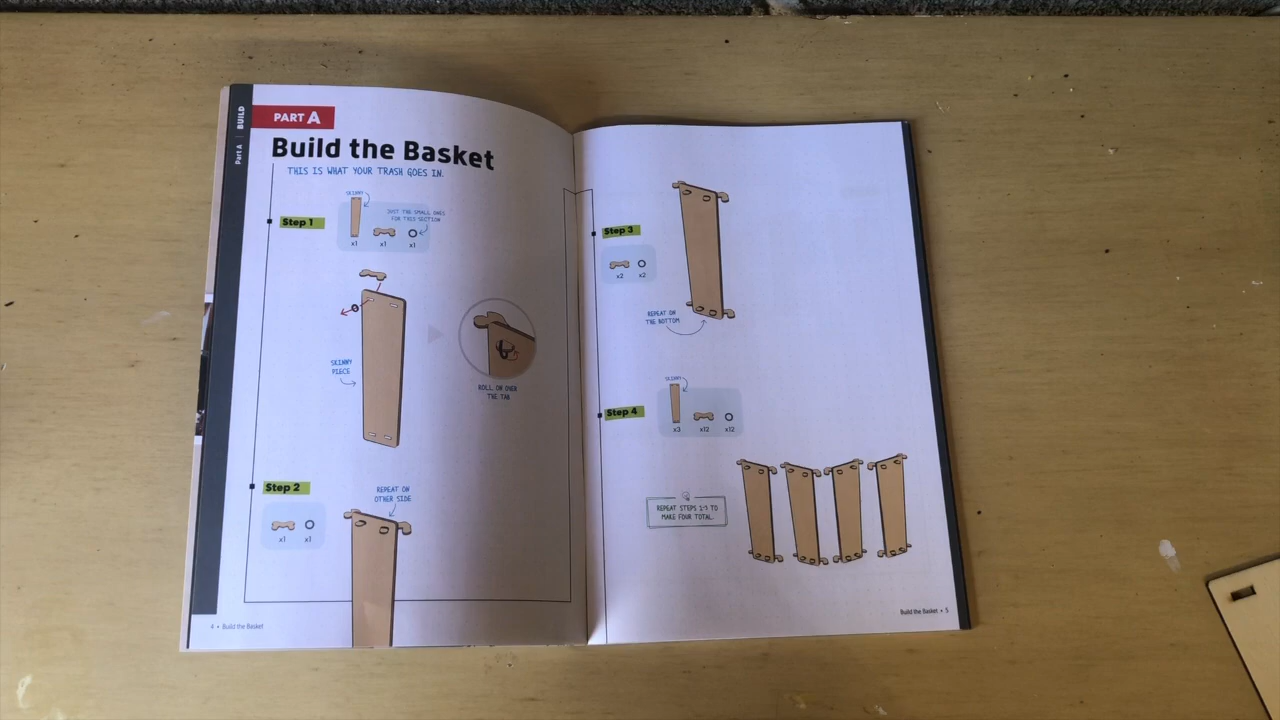 Part A | BUILD
PART A
Build the Basket
THIS IS WHAT YOUR TRASH GOES IN.
Step 1
SKINNY
JUST THE SMALL ONES
FOR THIS SECTION
x1
x1
x1
SKINNY
PIECE
ROLL OR OVER
THE TAB
Step 2
x1
x1
REPEAT ON
OTHER SIDE
4 • Build the Basket
Step 3
x2
x2
REPEAT ON
THE BOTTOM
Step 4
SKINNY
x3
x12
x12
REPEAT STEPS 1-3 TO
MAKE FOUR TOTAL.
Build the Basket • 5